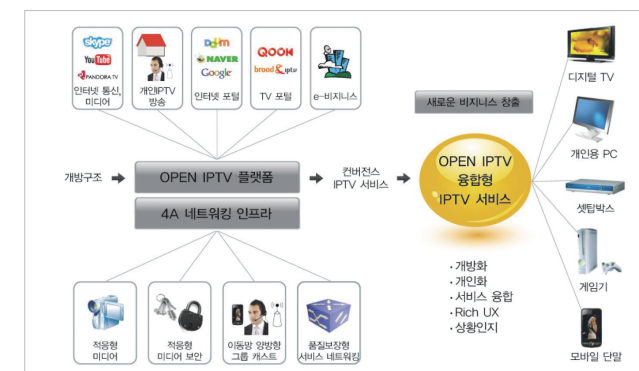 skype
YouTube
PANDORA TV
인터넷 통신,
미디어
개인IPTV
방송
Daum
NAVER
Google
인터넷 포털
QOOK
broad & iptv
TV 포털
e-비지니스
새로운 비지니스 창출
개방구조
OPEN IPTV 플랫폼
4A 네트워킹 인프라
컨버전스
IPTV 서비스
OPEN IPTV
융합형
IPTV 서비스
·개방화
·개인화
·서비스 융합
·Rich UX
·상황인지
디지털 TV
개인용 PC
셋탑박스
게임기
모바일 단말
적응형
미디어
적응형
미디어 보안
이동망 양방향
그룹 캐스트
품질보장형
서비스 네트워킹